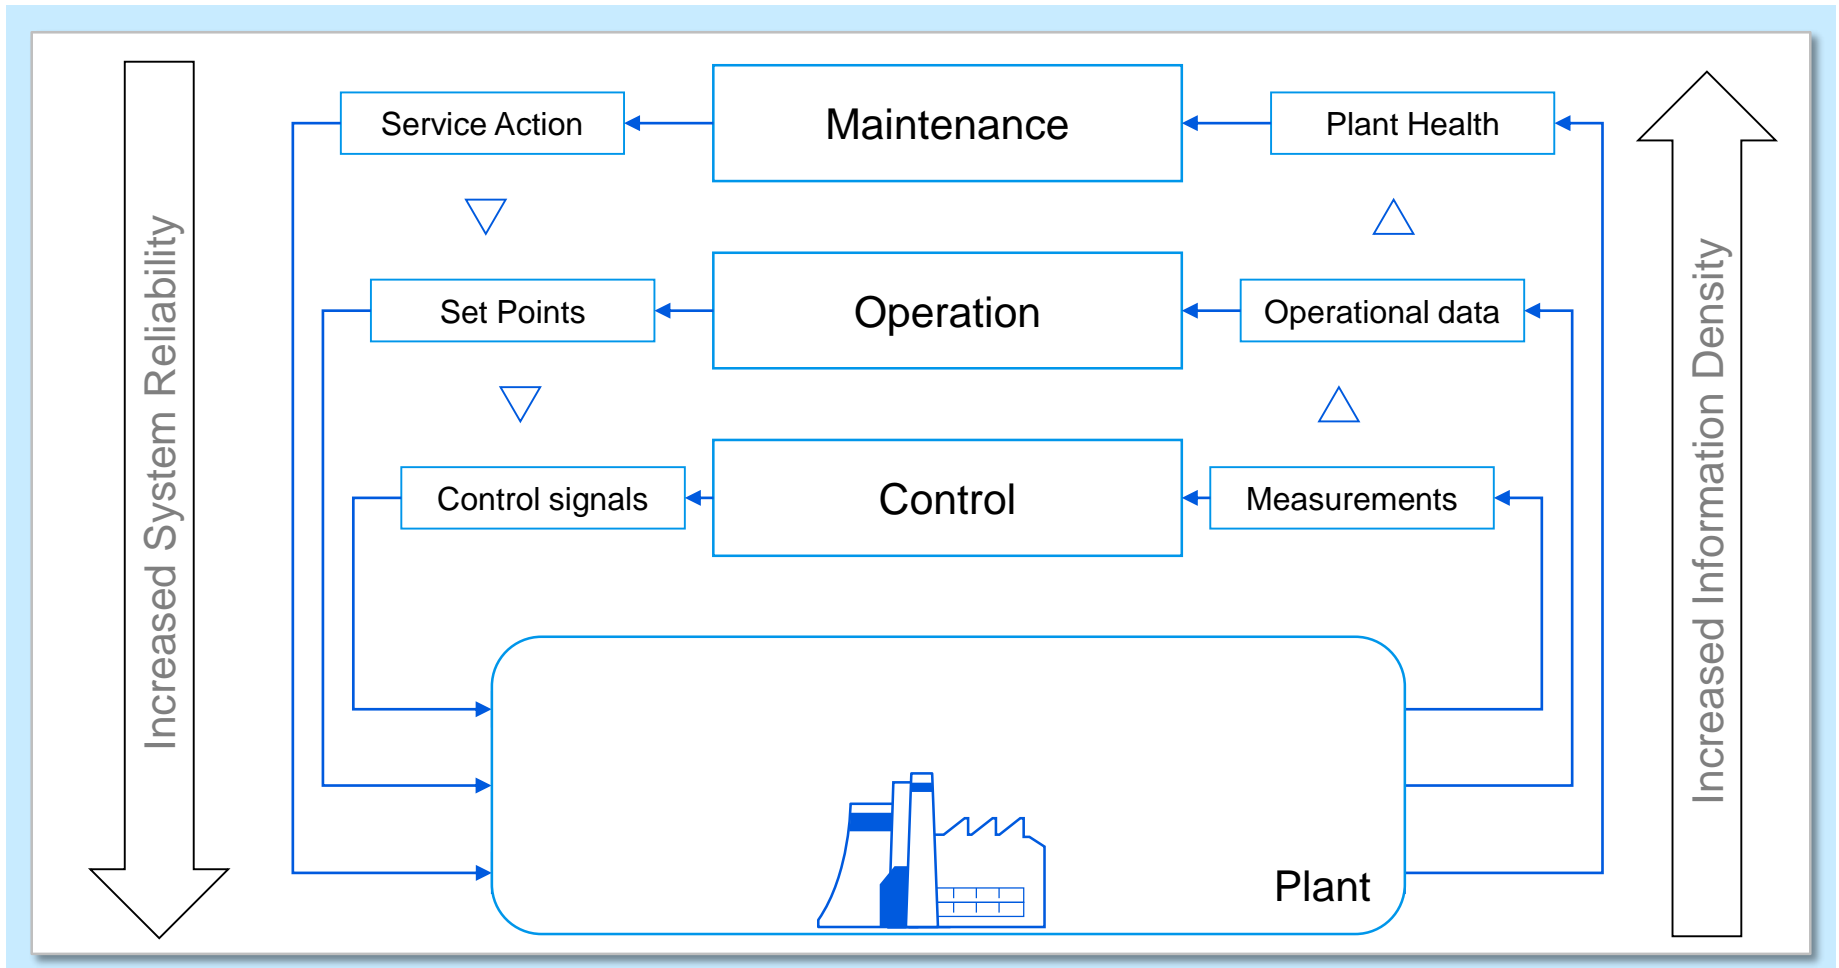 Increased System Reliability
Service Action
Maintenance
Plant Health
Set Points
Operation
Operational data
Control signals
Control
Measurements
Plant
Increased Information Density